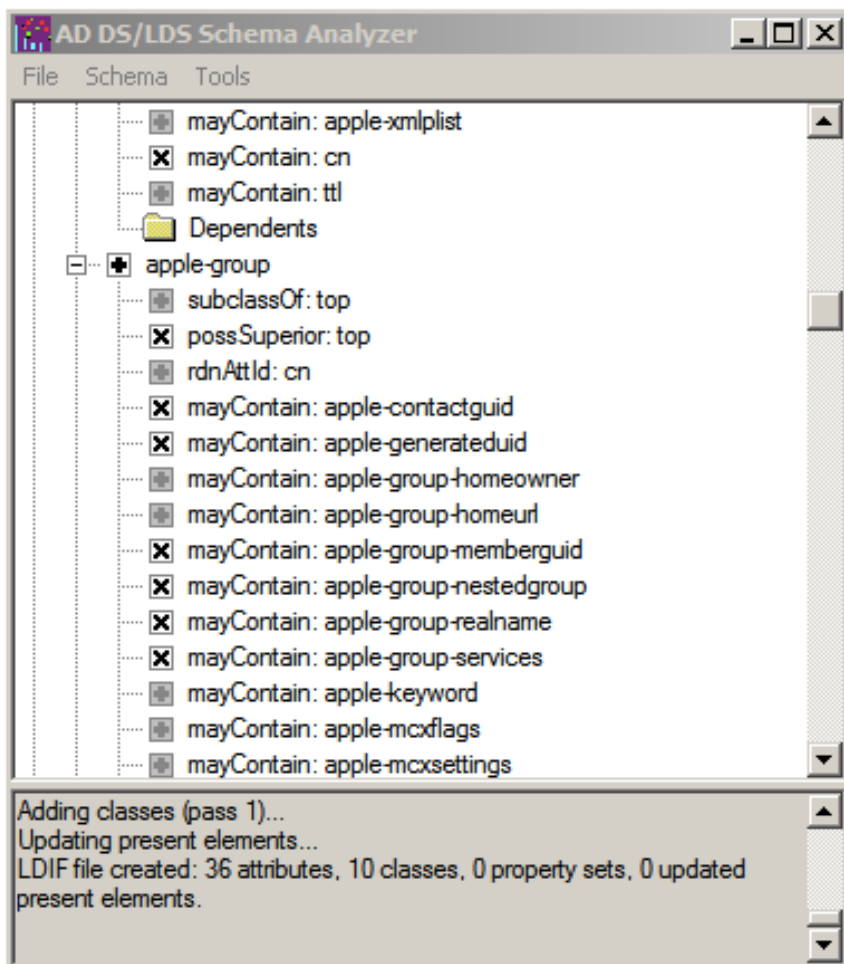 AD DS/LDS Schema Analyzer
File Schema Tools
mayContain: apple-xmlplist
mayContain: cn
mayContain: ttl
Dependents
apple-group
subclassOf: top
possSuperior: top
rdnAttId: cn
mayContain: apple-contactguid
mayContain: apple-generateduid
mayContain: apple-group-homeowner
mayContain: apple-group-homeurl
mayContain: apple-group-memberguid
mayContain: apple-group-nestedgroup
mayContain: apple-group-realname
mayContain: apple-group-services
mayContain: apple-keyword
mayContain: apple-mcxflags
mayContain: apple-mcxsettings
Adding classes (pass 1)...
Updating present elements...
LDIF file created: 36 attributes, 10 classes, 0 property sets, 0 updated
present elements.